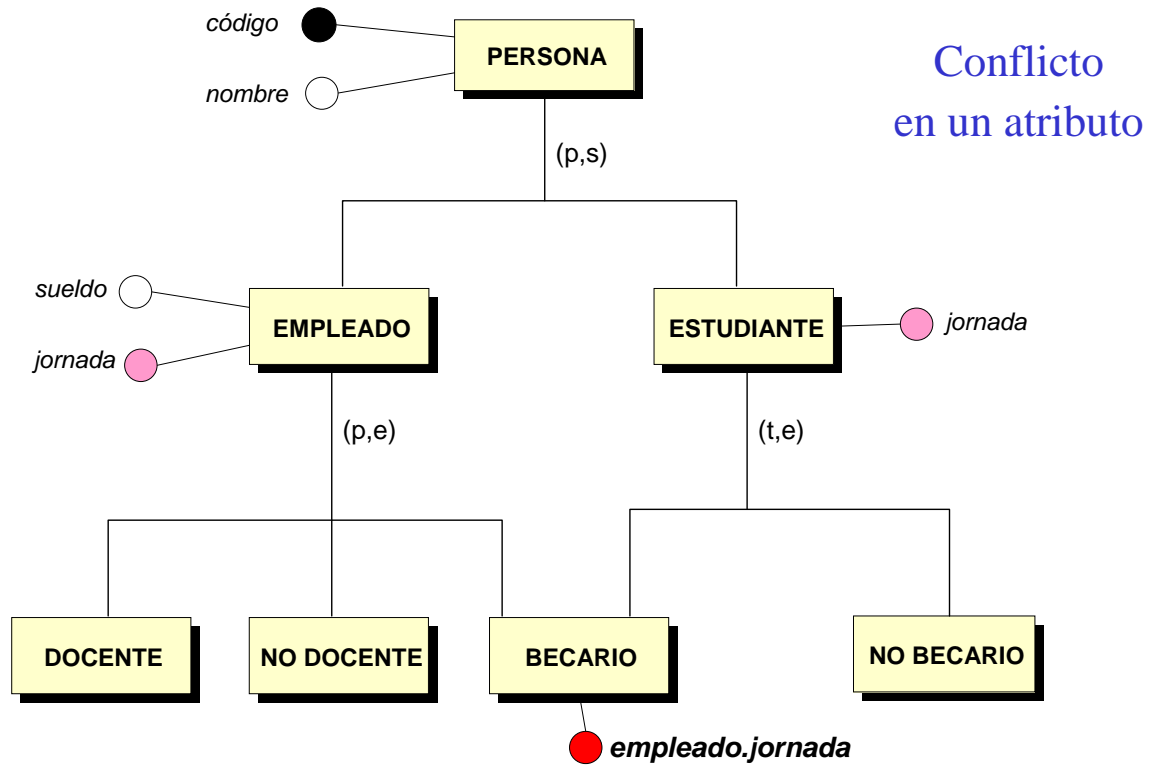 código
PERSONA
nombre
Conflicto
en un atributo
(p,s)
sueldo
EMPLEADO
jornada
ESTUDIANTE
jornada
(p,e)
(t,e)
DOCENTE
NO DOCENTE
BECARIO
NO BECARIO
empleado.jornada